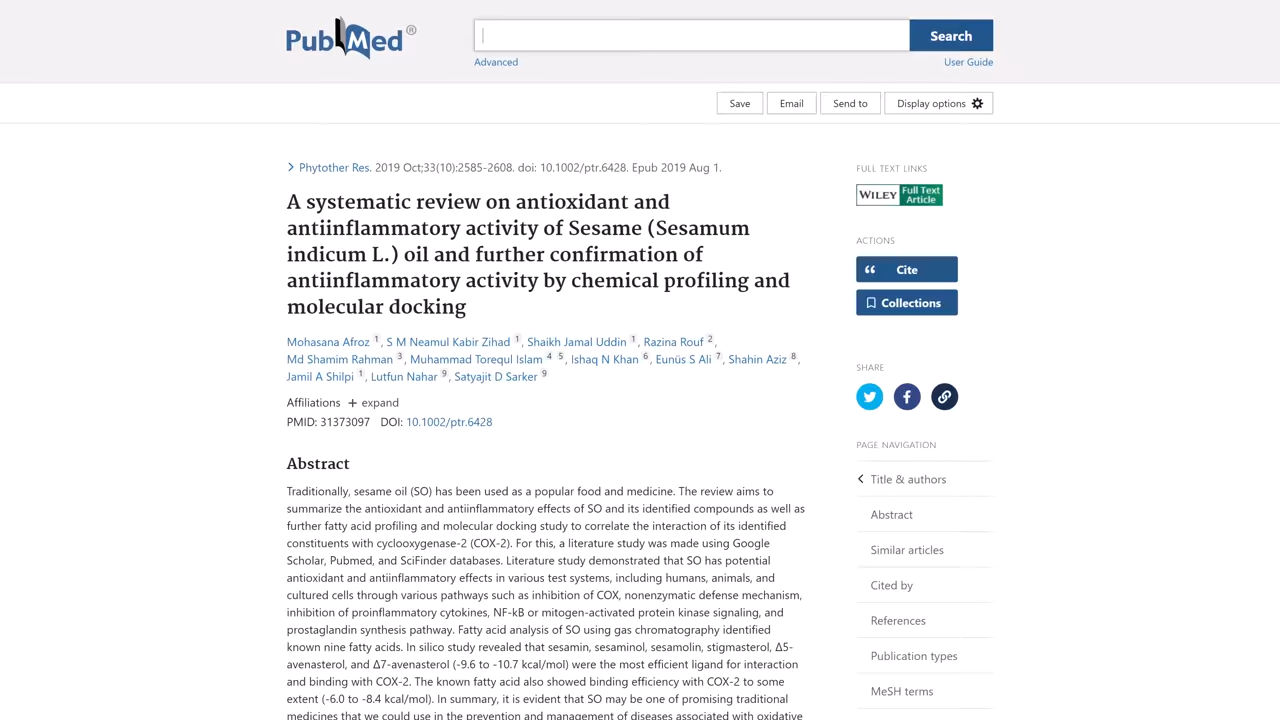 PubMed®
Search
Advanced
User Guide
Save
Email
Send to
Display options
Phytother Res. 2019 Oct;33(10):2585-2608. doi: 10.1002/ptr.6428. Epub 2019 Aug 1.
A systematic review on antioxidant and
antiinflammatory activity of Sesame (Sesamum
indicum L.) oil and further confirmation of
antiinflammatory activity by chemical profiling and
molecular docking
Mohasana Afroz 1, S M Neamul Kabir Zihad 1, Shaikh Jamal Uddin 1, Razina Rouf 2,
Md Shamim Rahman 3, Muhammad Torequl Islam 4 5, Ishaq N Khan 6, Eunüs S Ali 7, Shahin Aziz 8,
Jamil A Shilpi 1, Lutfun Nahar 9, Satyajit D Sarker 9
Affiliations + expand
PMID: 31373097 DOI: 10.1002/ptr.6428
Abstract
Traditionally, sesame oil (SO) has been used as a popular food and medicine. The review aims to
summarize the antioxidant and antiinflammatory effects of SO and its identified compounds as well as
further fatty acid profiling and molecular docking study to correlate the interaction of its identified
constituents with cyclooxygenase-2 (COX-2). For this, a literature study was made using Google
Scholar, Pubmed, and SciFinder databases. Literature study demonstrated that SO has potential
antioxidant and antiinflammatory effects in various test systems, including humans, animals, and
cultured cells through various pathways such as inhibition of COX, nonenzymatic defense mechanism,
inhibition of proinflammatory cytokines, NF-kB or mitogen-activated protein kinase signaling, and
prostaglandin synthesis pathway. Fatty acid analysis of SO using gas chromatography identified
known nine fatty acids. In silico study revealed that sesamin, sesaminol, sesamolin, stigmasterol, Δ5-
avenasterol, and Δ7-avenasterol (-9.6 to -10.7 kcal/mol) were the most efficient ligand for interaction
and binding with COX-2. The known fatty acid also showed binding efficiency with COX-2 to some
extent (-6.0 to -8.4 kcal/mol). In summary, it is evident that SO may be one of promising traditional
medicines that we could use in the prevention and management of diseases associated with oxidative
FULL TEXT LINKS
WILEY Full Text
Article
ACTIONS
Cite
Collections
SHARE
PAGE NAVIGATION
Title & authors
Abstract
Similar articles
Cited by
References
Publication types
MeSH terms